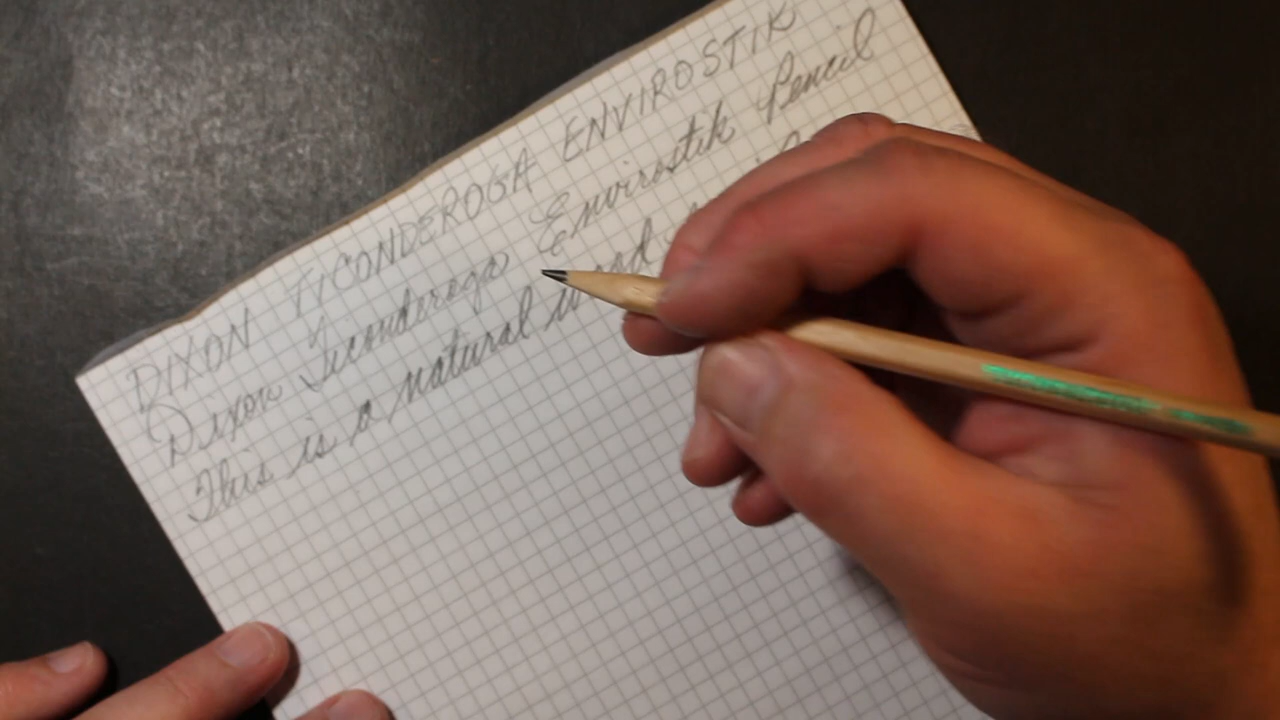 DIXON TICONDEROGA ENVIROSTIK
Dixon Ticonderoga Envirostik Pencil
This is a natural wood